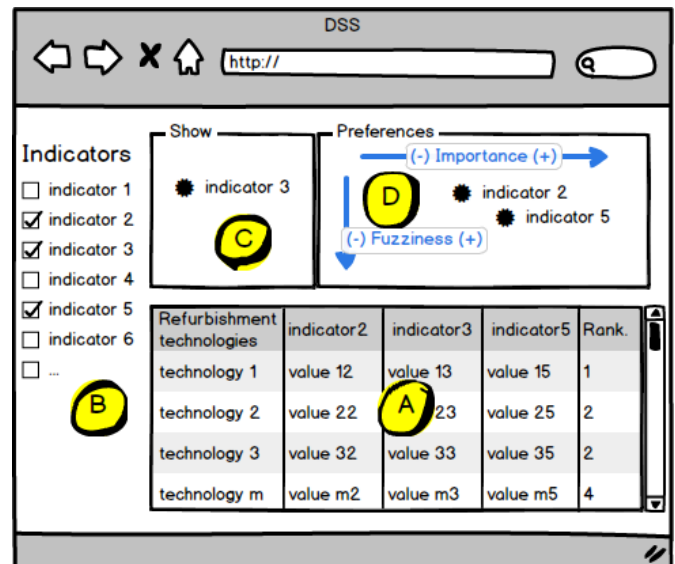 DSS
http://
Indicators
indicator 1
indicator 2
indicator 3
indicator 4
indicator 5
indicator 6
...
B
Show
indicator 3
C
Preferences
(-) Importance (+)
D
indicator 2
indicator 5
(-) Fuzziness (+)
Refurbishment technologies indicator2 indicator3 indicator5 Rank.
technology 1 value 12 value 13 value 15 1
technology 2 value 22 23 value 25 2
A
technology 3 value 32 value 33 value 35 2
technology m value m2 value m3 value m5 4